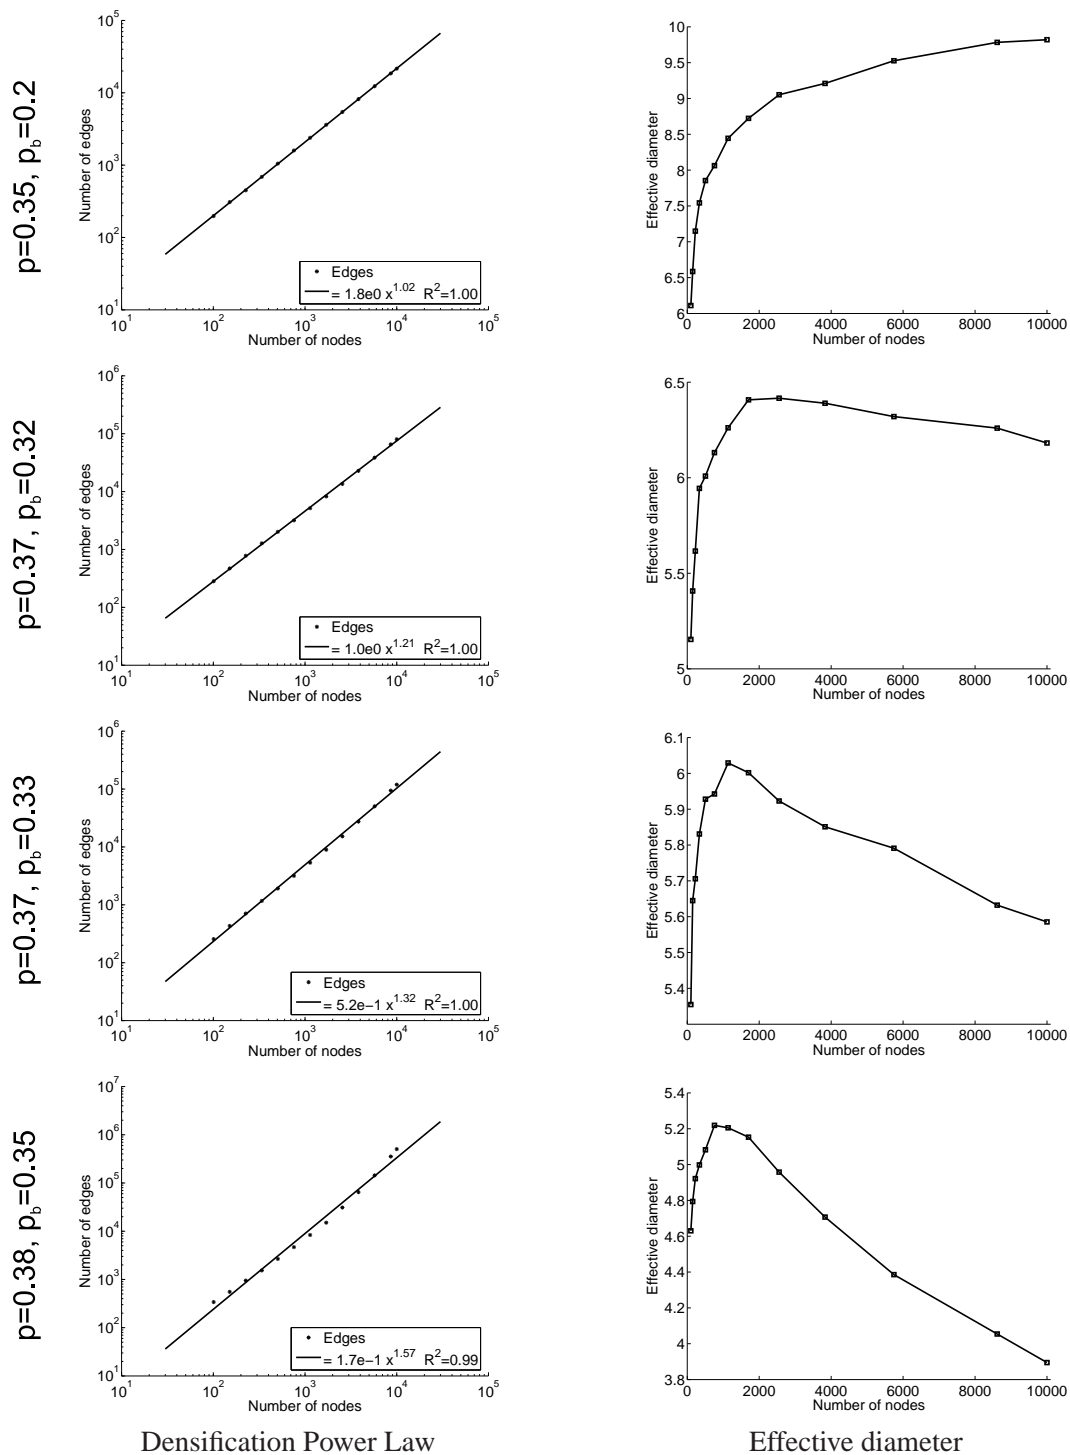 p=0.35, p_b=0.2
10^5
10^4
10^3
10^2
10^1
Number of edges
Edges
= 1.8e0 x^1.02 R^2=1.00
10^1 10^2 10^3 10^4 10^5
Number of nodes
10
9.5
9
8.5
8
7.5
7
6.5
6
Effective diameter
0 2000 4000 6000 8000 10000
Number of nodes
p=0.37, p_b=0.32
10^6
10^5
10^4
10^3
10^2
10^1
Number of edges
Edges
= 1.0e0 x^1.21 R^2=1.00
10^1 10^2 10^3 10^4 10^5
Number of nodes
6.5
6
5.5
5
Effective diameter
0 2000 4000 6000 8000 10000
Number of nodes
p=0.37, p_b=0.33
10^6
10^5
10^4
10^3
10^2
10^1
Number of edges
Edges
= 5.2e−1 x^1.32 R^2=1.00
10^1 10^2 10^3 10^4 10^5
Number of nodes
6.1
6
5.9
5.8
5.7
5.6
5.5
5.4
Effective diameter
0 2000 4000 6000 8000 10000
Number of nodes
p=0.38, p_b=0.35
10^7
10^6
10^5
10^4
10^3
10^2
10^1
Number of edges
Edges
= 1.7e−1 x^1.57 R^2=0.99
10^1 10^2 10^3 10^4 10^5
Number of nodes
5.4
5.2
5
4.8
4.6
4.4
4.2
4
3.8
Effective diameter
0 2000 4000 6000 8000 10000
Number of nodes
Densification Power Law
Effective diameter